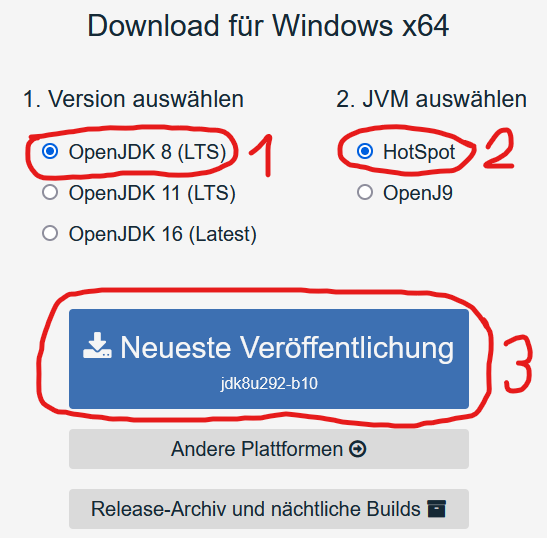 Download für Windows x64
1. Version auswählen
2. JVM auswählen
OpenJDK 8 (LTS)
1
HotSpot
2
OpenJDK 11 (LTS)
OpenJ9
OpenJDK 16 (Latest)
Neueste Veröffentlichung
3
jdk8u292-b10
Andere Plattformen
Release-Archiv und nächtliche Builds